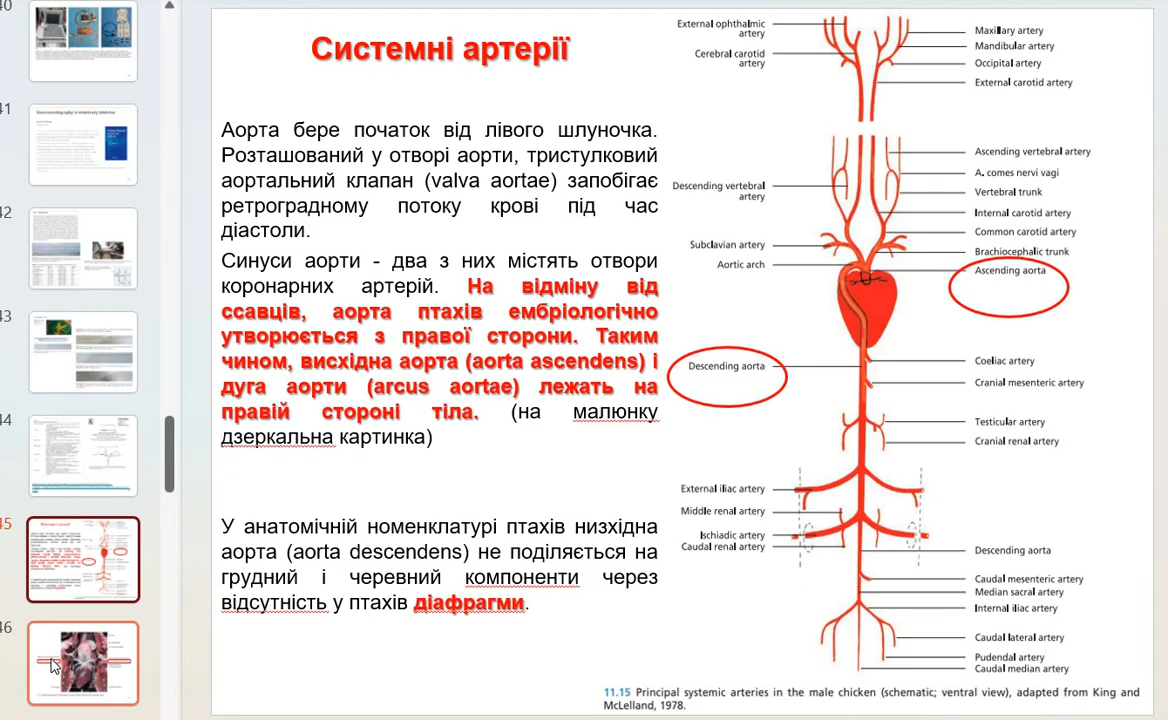 Системні артерії
Аорта бере початок від лівого шлуночка.
Розташований у отворі аорти, тристулковий
аортальний клапан (valva aortae) запобігає
ретроградному потоку крові під час
діастоли.
Синуси аорти - два з них містять отвори
коронарних артерій. На відміну від
ссавців, аорта птахів ембріологічно
утворюється з правої сторони. Таким
чином, висхідна аорта (aorta ascendens) і
дуга аорти (arcus aortae) лежать на
правій стороні тіла. (на малюнку
дзеркальна картинка)
У анатомічній номенклатурі птахів низхідна
аорта (aorta descendens) не поділяється на
грудний і черевний компоненти через
відсутність у птахів діафрагми.
External ophthalmic
artery
Cerebral carotid
artery
Descending vertebral
artery
Subclavian artery
Aortic arch
Descending aorta
External iliac artery
Middle renal artery
Ischiadic artery
Caudal renal artery
Maxillary artery
Mandibular artery
Occipital artery
External carotid artery
Ascending vertebral artery
A. comes nervi vagi
Vertebral trunk
Internal carotid artery
Common carotid artery
Brachiocephalic trunk
Ascending aorta
Coeliac artery
Cranial mesenteric artery
Testicular artery
Cranial renal artery
Descending aorta
Caudal mesenteric artery
Median sacral artery
Internal iliac artery
Caudal lateral artery
Pudendal artery
Caudal median artery
11.15 Principal systemic arteries in the male chicken (schematic; ventral view), adapted from King and
McLelland, 1978.
40
41
42
43
44
45
46